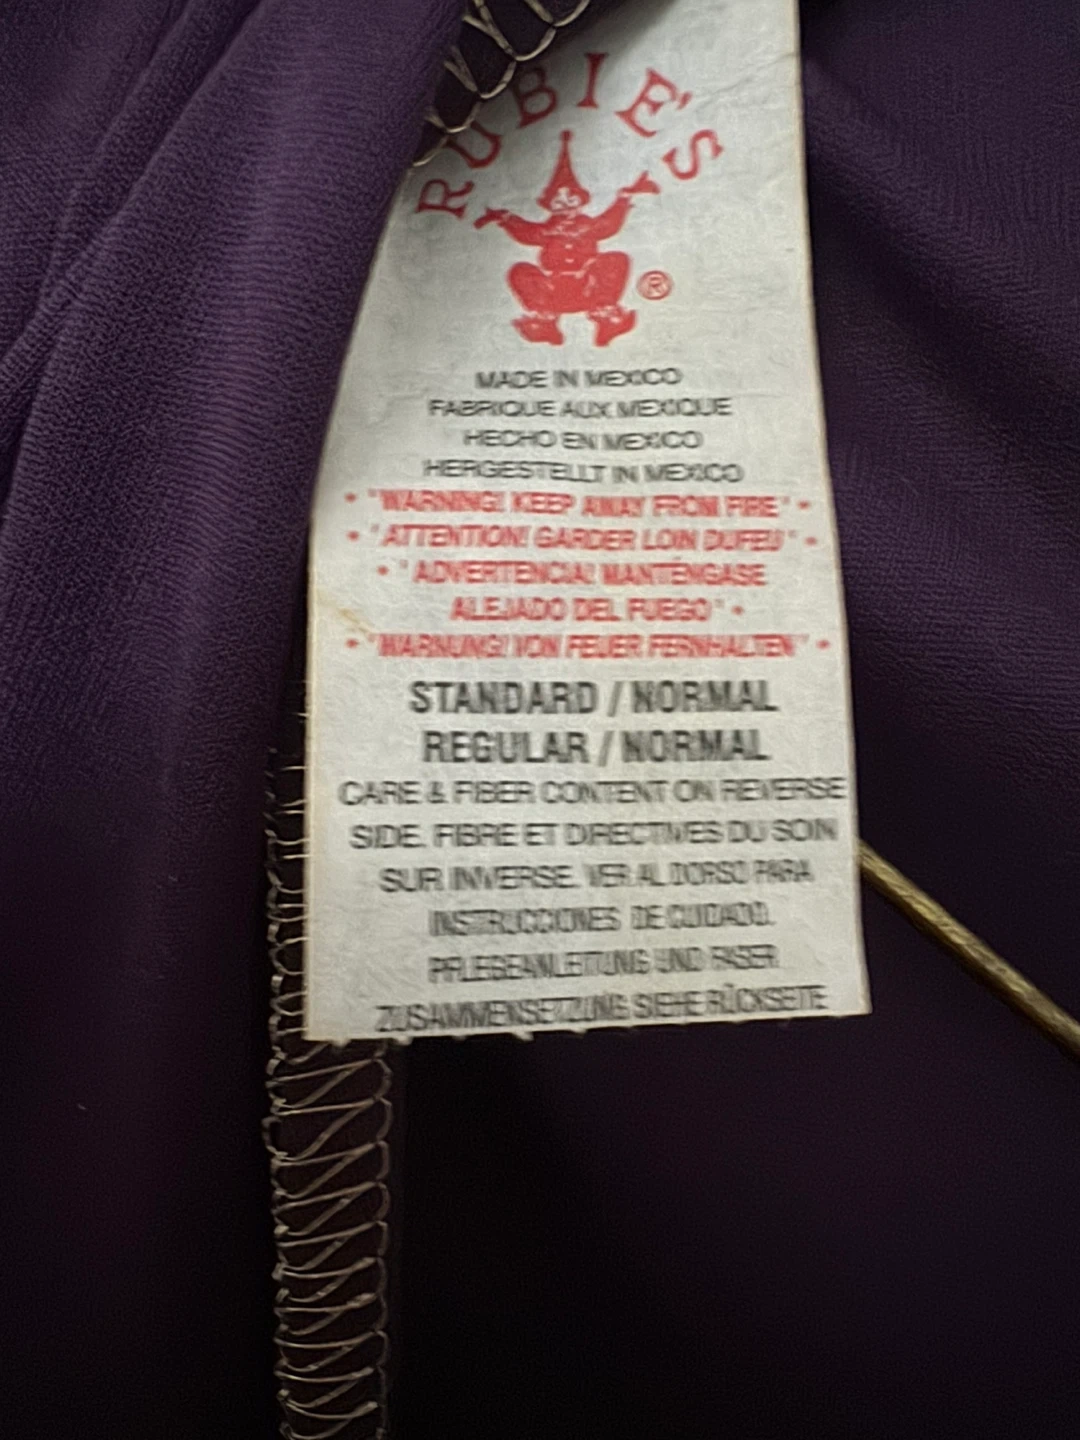 RUBIE'S
®
MADE IN MEXICO
FABRIQUE AUX MEXIQUE
HECHO EN MEXICO
HERGESTELLT IN MEXICO
• "WARNING! KEEP AWAY FROM FIRE" •
• "ATTENTION! GARDER LOIN DUFEU" •
• "ADVERTENCIA! MANTÉNGASE
ALEJADO DEL FUEGO" •
• "WARNUNG! VON FEUER FERNHALTEN" •
STANDARD / NORMAL
REGULAR / NORMAL
CARE & FIBER CONTENT ON REVERSE
SIDE. FIBRE ET DIRECTIVES DU SOIN
SUR INVERSE. VER AL DORSO PARA
INSTRUCCIONES DE CUIDADO.
PFLEGEANLEITUNG UND FASER
ZUSAMMENSETZUNG SIEHE RÜCKSEITE